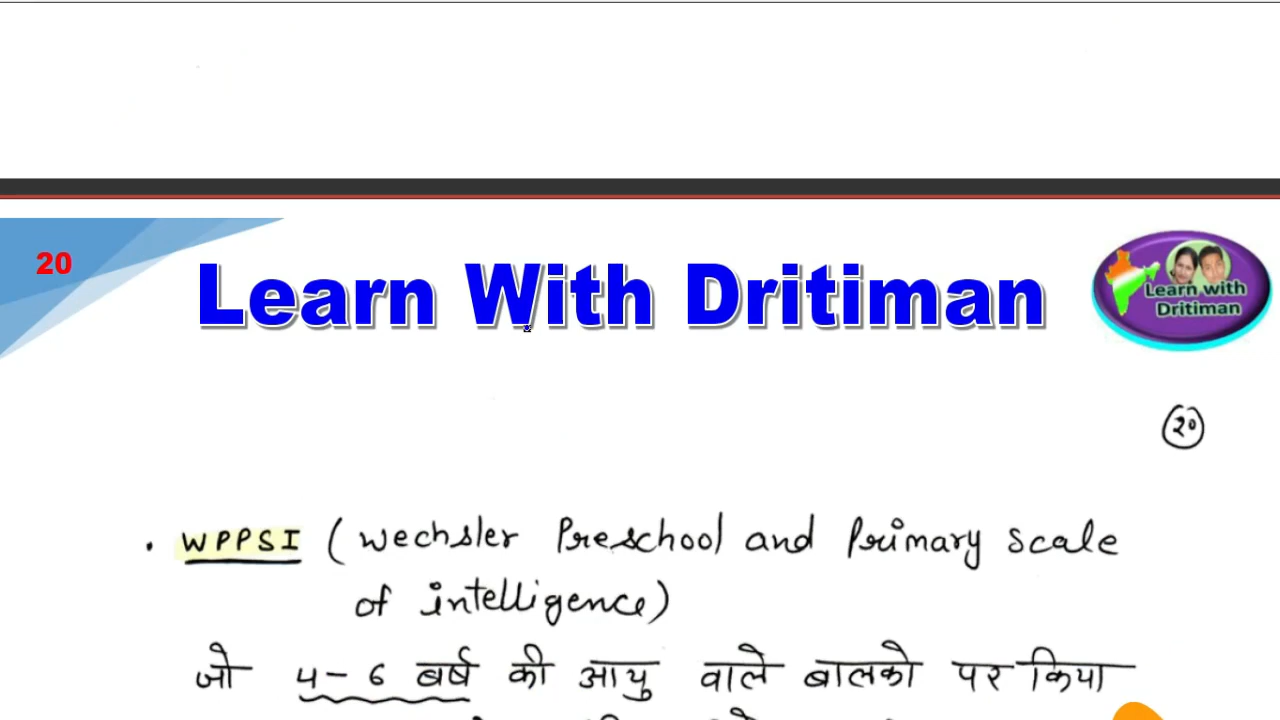 20
Learn With Dritiman
Learn with
Dritiman
20
. WPPSI (Wechsler Preschool and Primary Scale
of intelligence)
जो 4-6 बर्ष की आयु वाले बालको पर किया